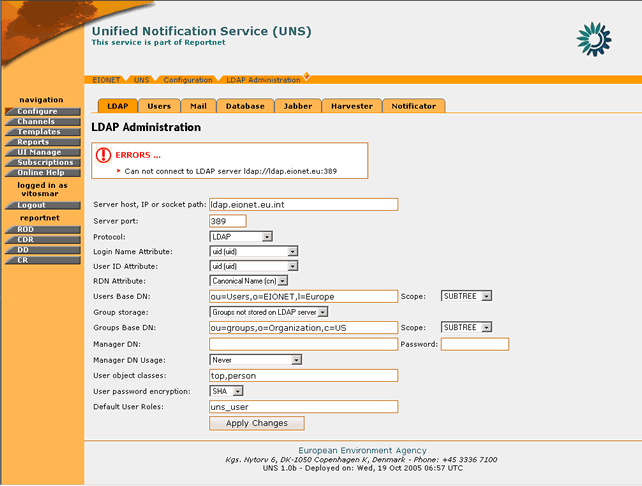 Unified Notification Service (UNS)
This service is part of Reportnet
EIONET UNS Configuration LDAP Administration
navigation
Configure
Channels
Templates
Reports
UI Manage
Subscriptions
Online Help
logged in as
vitosmar
Logout
reportnet
ROD
CDR
DD
CR
LDAP Users Mail Database Jabber Harvester Notificator
LDAP Administration
ERRORS ...
Can not connect to LDAP server ldap://ldap.eionet.eu:389
Server host, IP or socket path: ldap.eionet.eu.int
Server port: 389
Protocol: LDAP
Login Name Attribute: uid (uid)
User ID Attribute: uid (uid)
RDN Attribute: Canonical Name (cn)
Users Base DN: ou=Users,o=EIONET,l=Europe Scope: SUBTREE
Group storage: Groups not stored on LDAP server
Groups Base DN: ou=groups,o=Organization,c=US Scope: SUBTREE
Manager DN: Password:
Manager DN Usage: Never
User object classes: top,person
User password encryption: SHA
Default User Roles: uns_user
Apply Changes
European Environment Agency
Kgs. Nytorv 6, DK-1050 Copenhagen K, Denmark - Phone: +45 3336 7100
UNS 1.0b - Deployed on: Wed, 19 Oct 2005 06:57 UTC